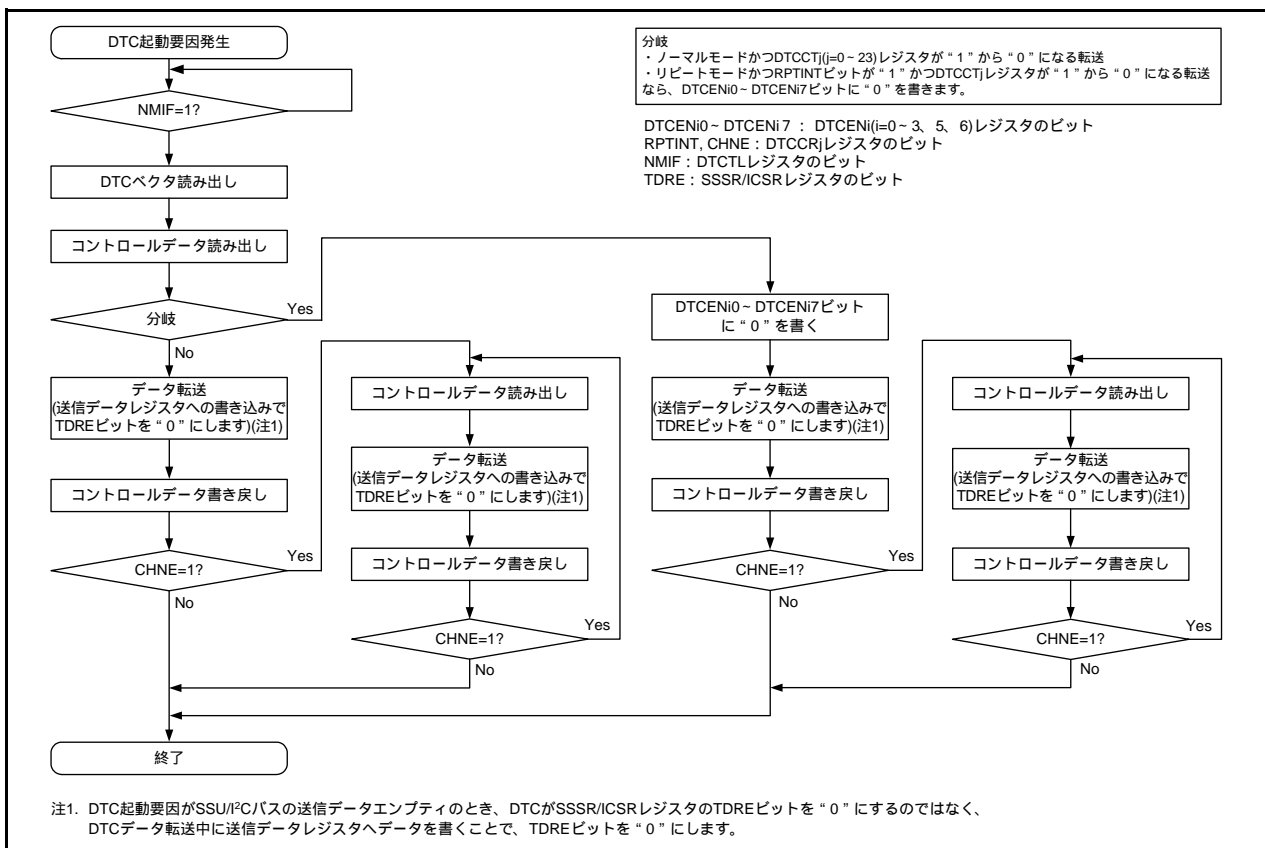 DTC起動要因発生
NMIF=1?
DTCベクタ読み出し
コントロールデータ読み出し
分岐
Yes
No
データ転送
(送信データレジスタへの書き込みで
TDREビットを“0”にします)(注1)
コントロールデータ書き戻し
CHNE=1?
Yes
No
コントロールデータ読み出し
データ転送
(送信データレジスタへの書き込みで
TDREビットを“0”にします)(注1)
コントロールデータ書き戻し
CHNE=1?
Yes
No
終了
分岐
・ノーマルモードかつDTCCTj(j=0~23)レジスタが“1”から“0”になる転送
・リピートモードかつRPTINTビットが“1”かつDTCCTjレジスタが“1”から“0”になる転送
なら、DTCENi0~DTCENi7ビットに“0”を書きます。
DTCENi0~DTCENi7 : DTCENi(i=0~3、5、6)レジスタのビット
RPTINT, CHNE:DTCCRjレジスタのビット
NMIF:DTCTLレジスタのビット
TDRE:SSSR/ICSRレジスタのビット
DTCENi0~DTCENi7ビット
に“0”を書く
データ転送
(送信データレジスタへの書き込みで
TDREビットを“0”にします)(注1)
コントロールデータ書き戻し
CHNE=1?
Yes
No
コントロールデータ読み出し
データ転送
(送信データレジスタへの書き込みで
TDREビットを“0”にします)(注1)
コントロールデータ書き戻し
CHNE=1?
Yes
No
注1. DTC起動要因がSSU/I²Cバスの送信データエンプティのとき、DTCがSSSR/ICSRレジスタのTDREビットを“0”にするのではなく、
DTCデータ転送中に送信データレジスタへデータを書くことで、TDREビットを“0”にします。